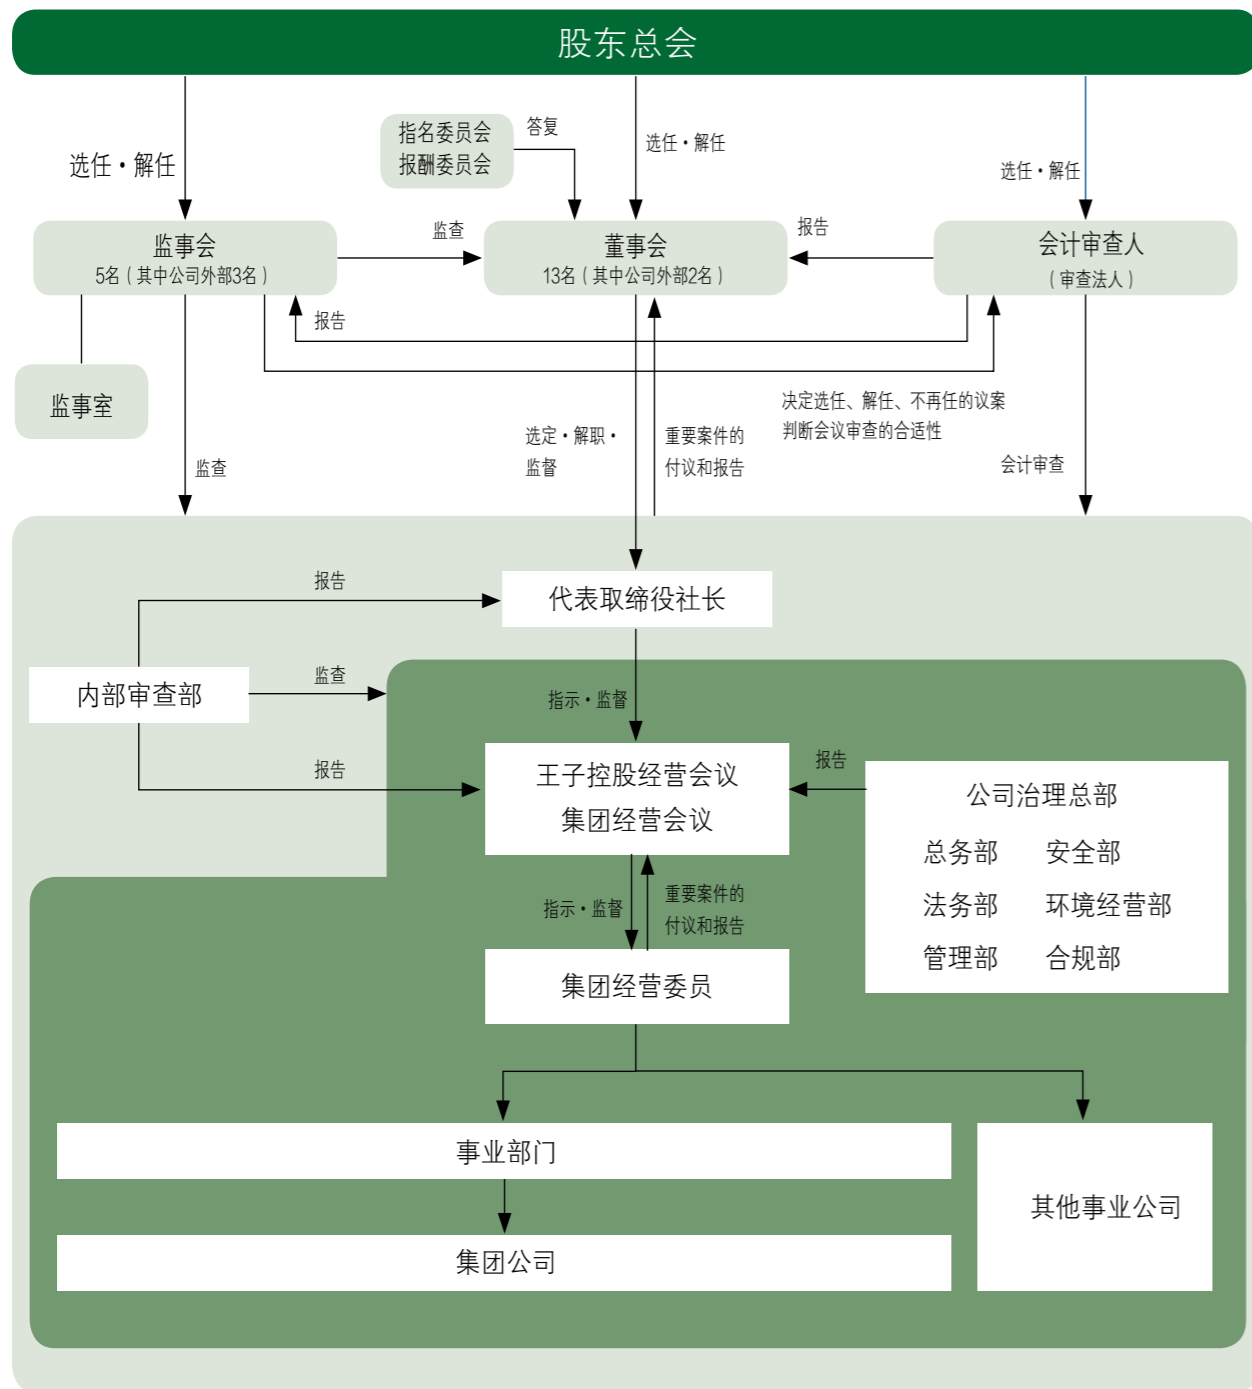 股东总会
选任・解任
指名委员会
报酬委员会
答复
选任・解任
选任・解任
监事会
5名（其中公司外部3名）
监查
董事会
13名（其中公司外部2名）
报告
会计审查人
（审查法人）
报告
监事室
决定选任、解任、不再任的议案
判断会议审查的合适性
监查
选定・解职・
监督
重要案件的
付议和报告
会计审查
报告
代表取缔役社长
内部审查部
监查
指示・监督
报告
王子控股经营会议
集团经营会议
报告
公司治理总部
总务部 安全部
法务部 环境经营部
管理部 合规部
指示・监督
重要案件的
付议和报告
集团经营委员
事业部门
其他事业公司
集团公司